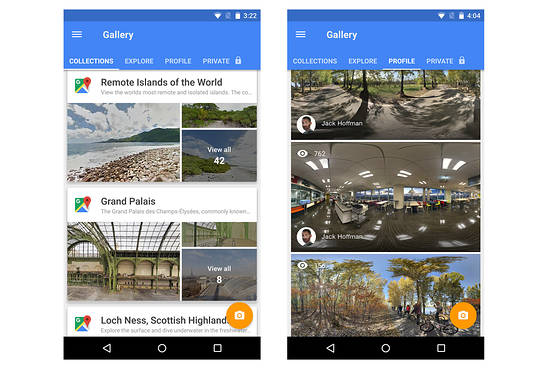 3:22
Gallery
COLLECTIONS EXPLORE PROFILE PRIVATE
Remote Islands of the World
View the worlds most remote and isolated islands. The co...
View all
42
Grand Palais
The Grand Palais des Champs-Élysées, commonly known...
View all
8
Loch Ness, Scottish Highland
Explore the surface and dive underwater in the freshwater
4:04
Gallery
COLLECTIONS EXPLORE PROFILE PRIVATE
Jack Hoffman
762
Jack Hoffman